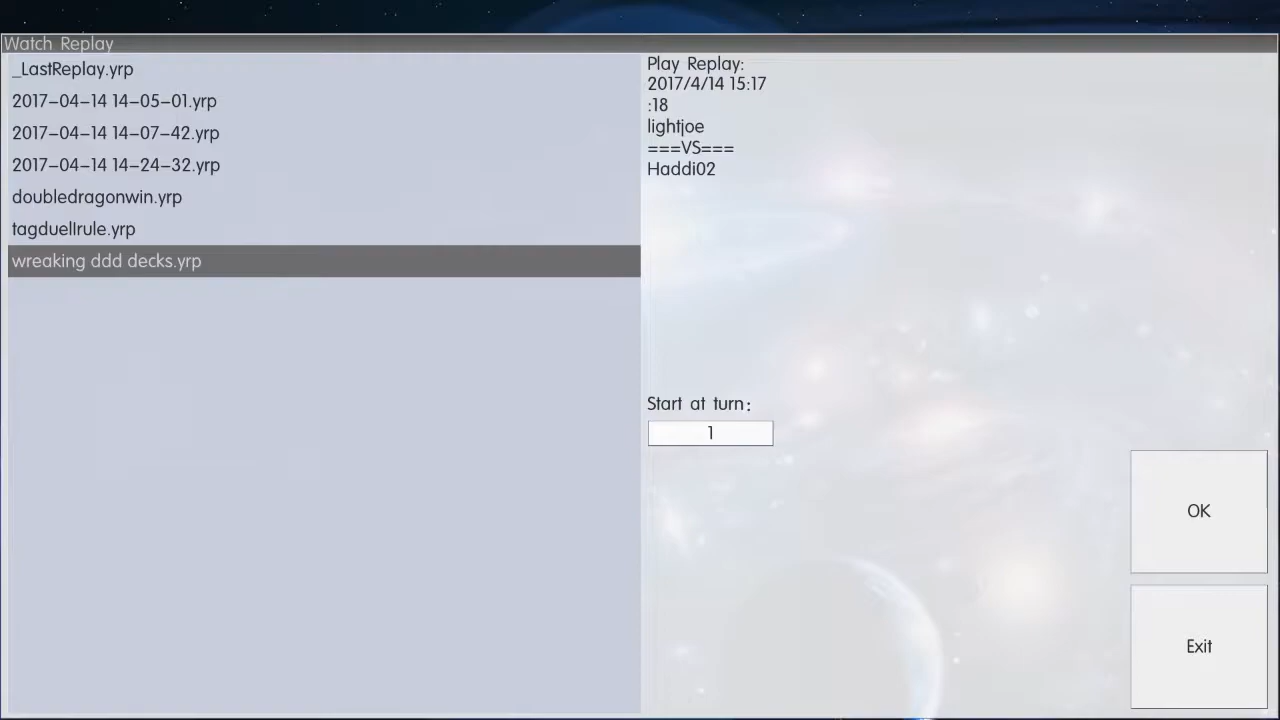 Watch Replay
_LastReplay.yrp
2017-04-14 14-05-01.yrp
2017-04-14 14-07-42.yrp
2017-04-14 14-24-32.yrp
doubledragonwin.yrp
tagduellrule.yrp
wreaking ddd decks.yrp
Play Replay:
2017/4/14 15:17
:18
lightjoe
===VS===
Haddi02
Start at turn:
1
OK
Exit